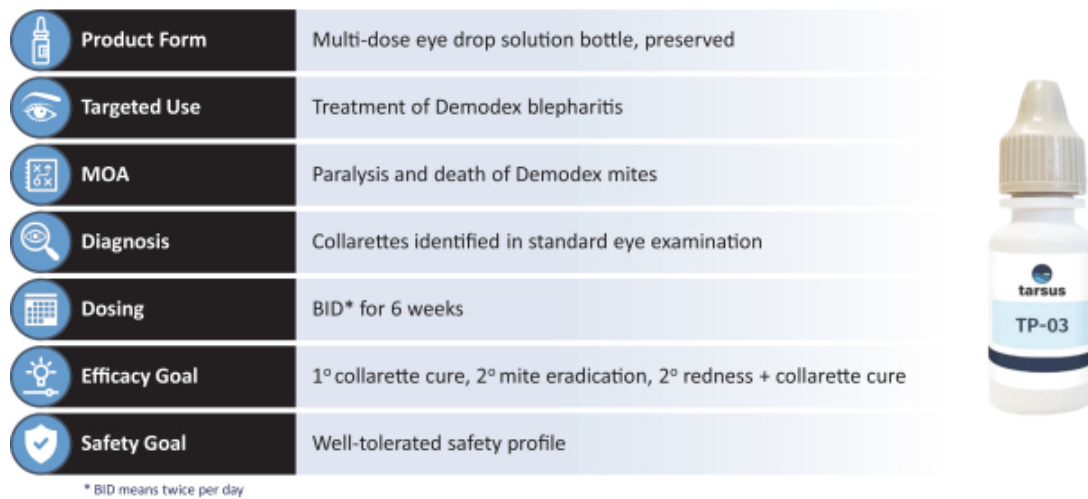 Product Form
Multi-dose eye drop solution bottle, preserved
Targeted Use
Treatment of Demodex blepharitis
MOA
Paralysis and death of Demodex mites
Diagnosis
Collarettes identified in standard eye examination
Dosing
BID* for 6 weeks
Efficacy Goal
1º collarette cure, 2º mite eradication, 2º redness + collarette cure
Safety Goal
Well-tolerated safety profile
* BID means twice per day
tarsus
TP-03